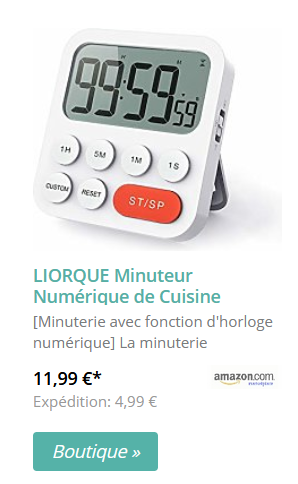 99:59 59
1H 5M 1M 1S
CUSTOM RESET ST/SP
LIORQUE Minuteur
Numérique de Cuisine
[Minuterie avec fonction d'horloge
numérique] La minuterie
11,99 €*
amazon.com.
Expédition: 4,99 €
Boutique »